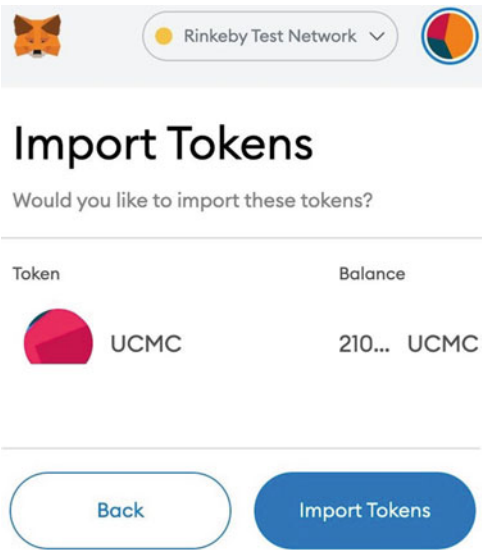 Rinkeby Test Network
Import Tokens
Would you like to import these tokens?
Token Balance
UCMC 210... UCMC
Back Import Tokens